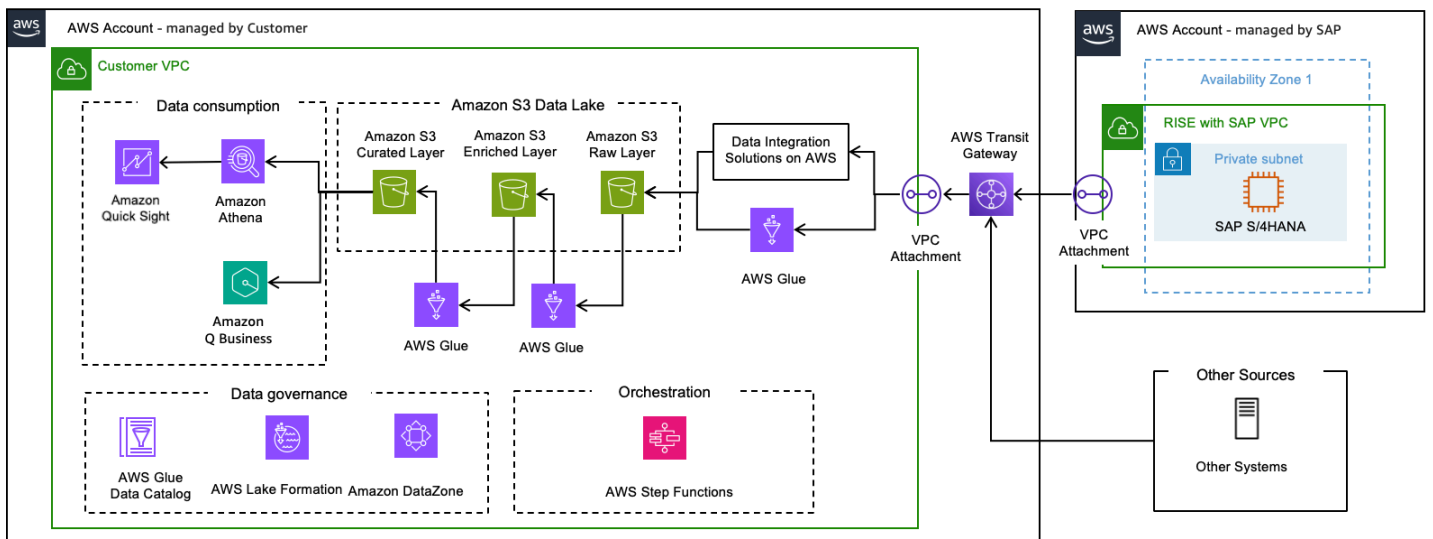 aws
AWS Account - managed by Customer
Customer VPC
Data consumption
Amazon
Quick Sight
Amazon
Athena
Amazon
Q Business
Amazon S3 Data Lake
Amazon S3
Curated Layer
Amazon S3
Enriched Layer
Amazon S3
Raw Layer
AWS Glue
AWS Glue
Data Integration
Solutions on AWS
AWS Glue
VPC
Attachment
AWS Transit
Gateway
Data governance
AWS Glue
Data Catalog
AWS Lake Formation
Amazon DataZone
Orchestration
AWS Step Functions
aws
AWS Account - managed by SAP
Availability Zone 1
RISE with SAP VPC
Private subnet
SAP S/4HANA
VPC
Attachment
Other Sources
Other Systems